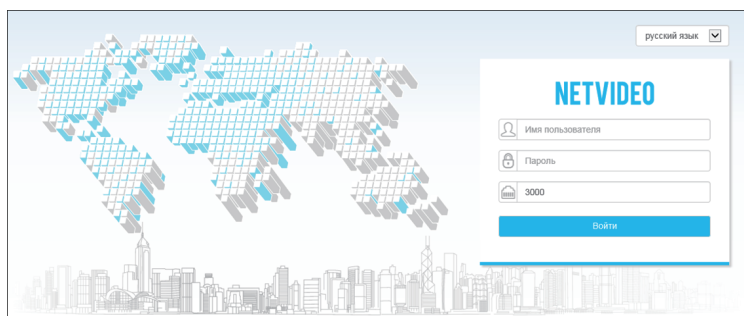 русский язык
NETVIDEO
Имя пользователя
Пароль
3000
Войти